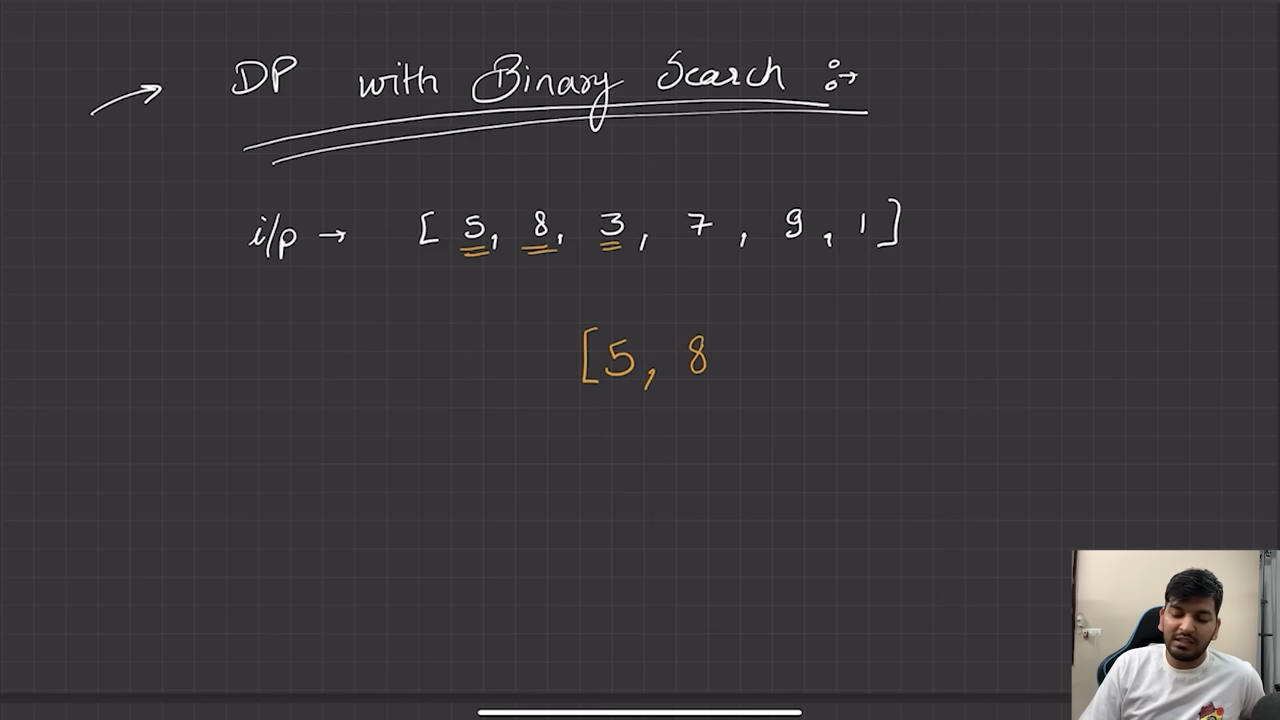 DP with Binary Search :→
i/p → [ 5, 8, 3, 7, 9, 1 ]
[5, 8